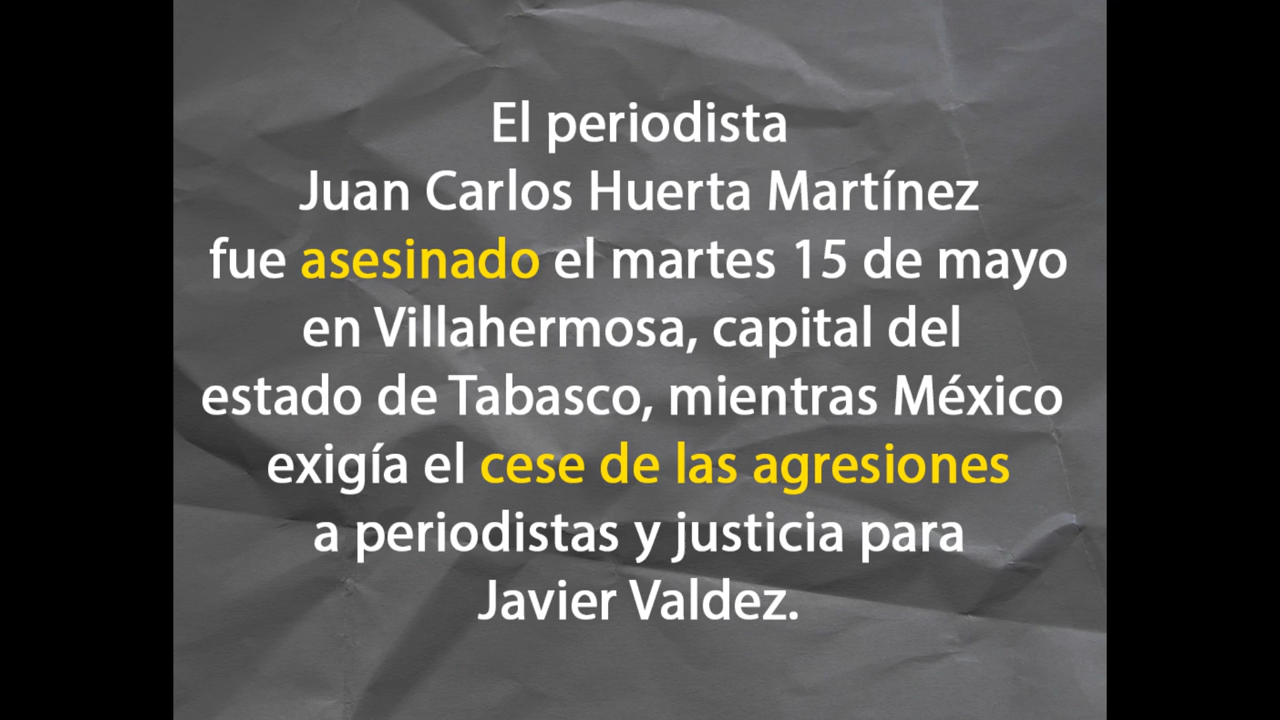 El periodista
Juan Carlos Huerta Martínez
fue asesinado el martes 15 de mayo
en Villahermosa, capital del
estado de Tabasco, mientras México
exigía el cese de las agresiones
a periodistas y justicia para
Javier Valdez.